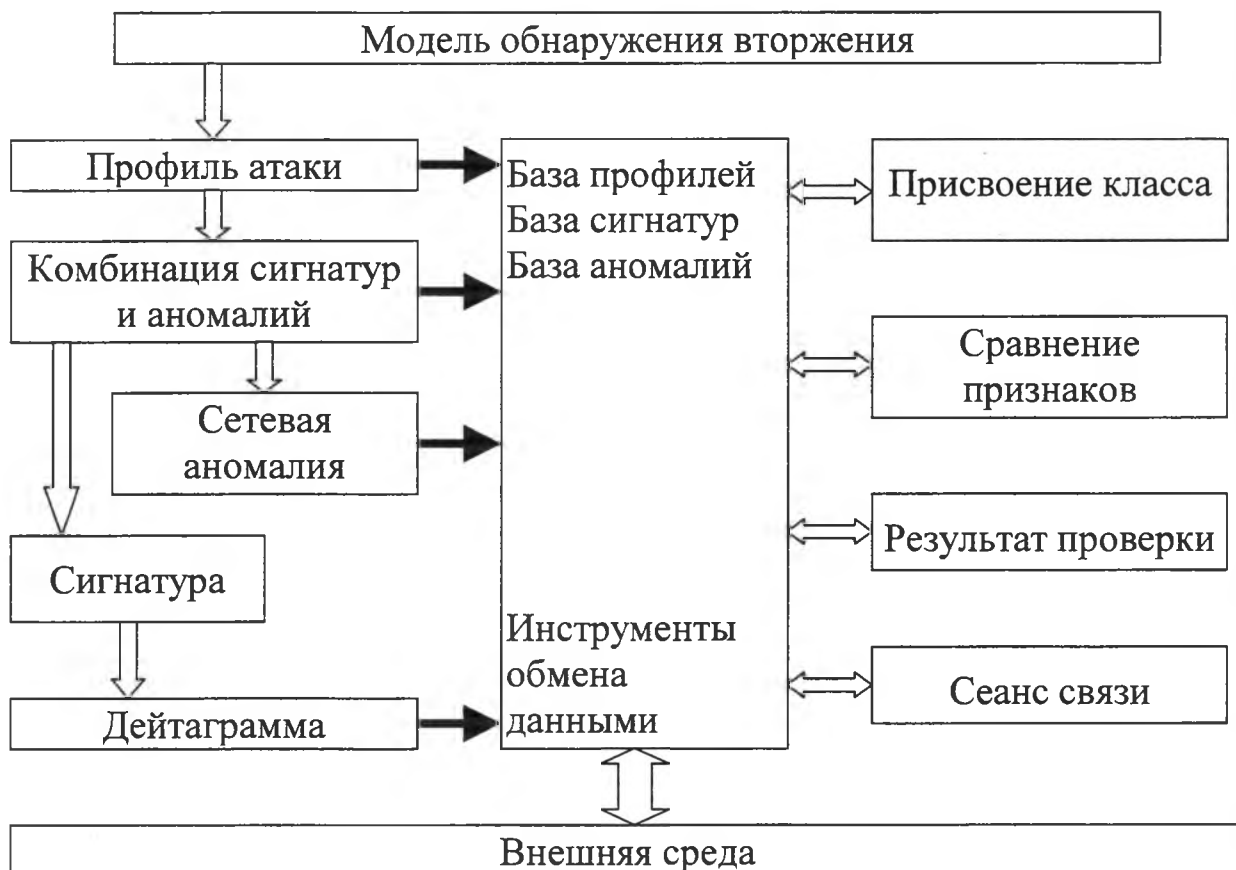 Модель обнаружения вторжения
Профиль атаки
Комбинация сигнатур
и аномалий
Сетевая
аномалия
Сигнатура
Дейтаграмма
База профилей
База сигнатур
База аномалий
Инструменты
обмена
данными
Присвоение класса
Сравнение
признаков
Результат проверки
Сеанс связи
Внешняя среда